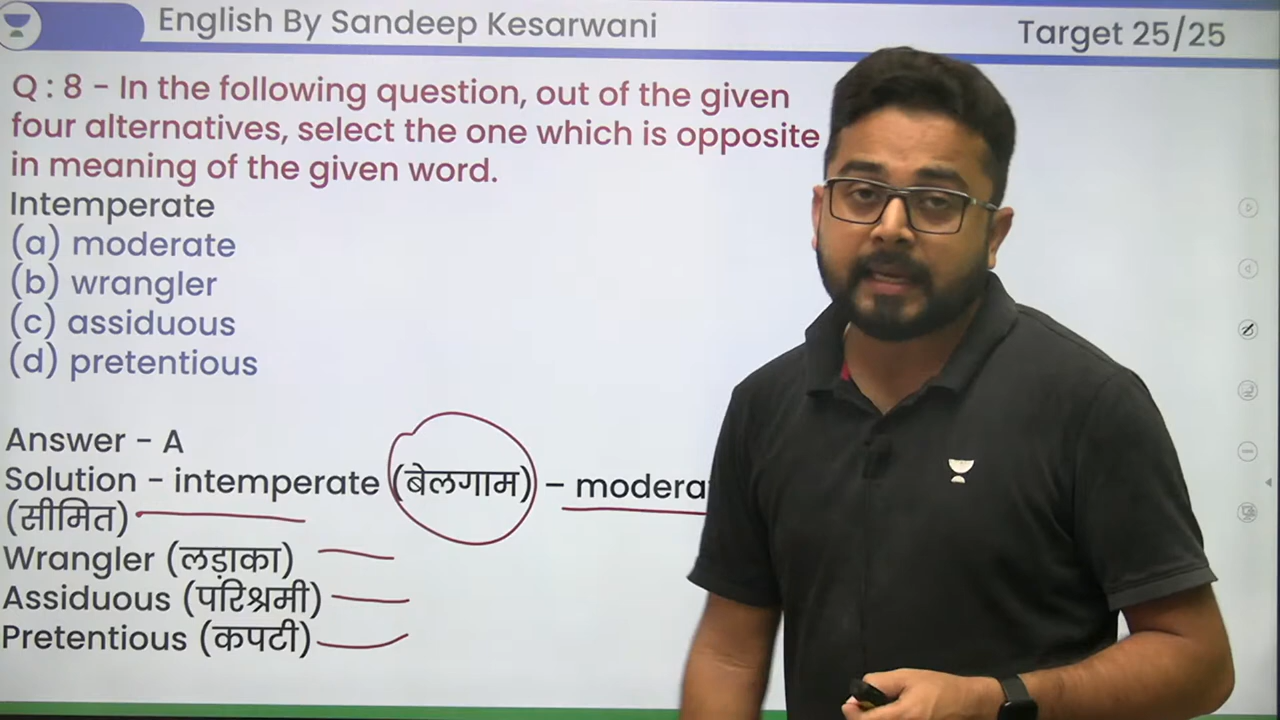 English By Sandeep Kesarwani
Target 25/25
Q : 8 - In the following question, out of the given
four alternatives, select the one which is opposite
in meaning of the given word.
Intemperate
(a) moderate
(b) wrangler
(c) assiduous
(d) pretentious
Answer - A
Solution - intemperate (बेलगाम) – modera
(सीमित)
Wrangler (लड़ाका)
Assiduous (परिश्रमी)
Pretentious (कपटी)